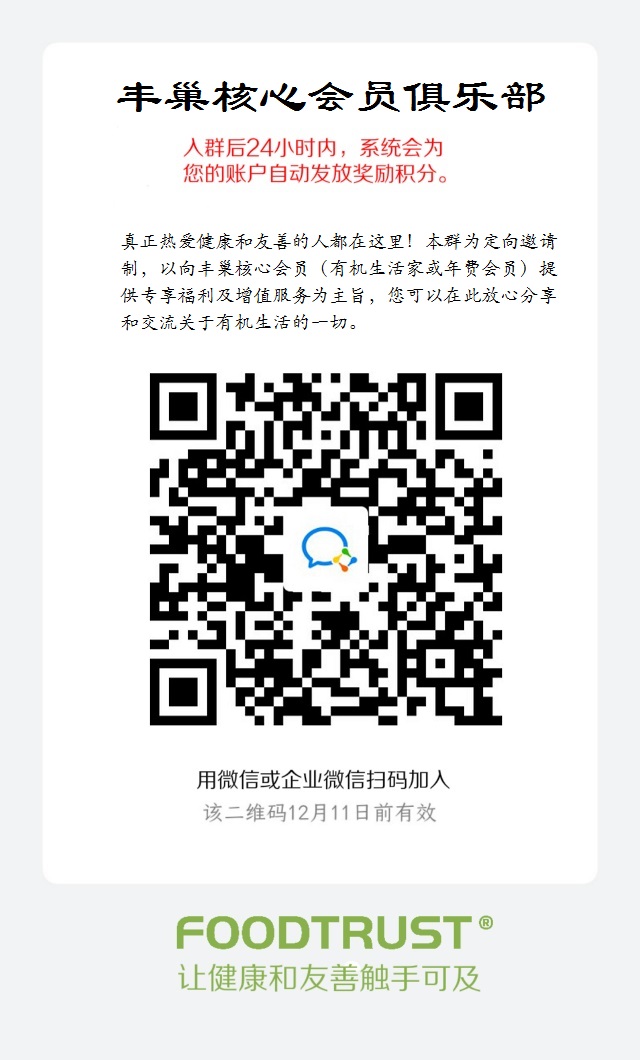 丰巢核心会员俱乐部
入群后24小时内，系统会为
您的账户自动发放奖励积分。
真正热爱健康和友善的人都在这里！本群为定向邀请
制，以向丰巢核心会员（有机生活家或年费会员）提
供专享福利及增值服务为主旨，您可以在此放心分享
和交流关于有机生活的一切。
用微信或企业微信扫码加入
该二维码12月11日前有效
FOODTRUST®
让健康和友善触手可及